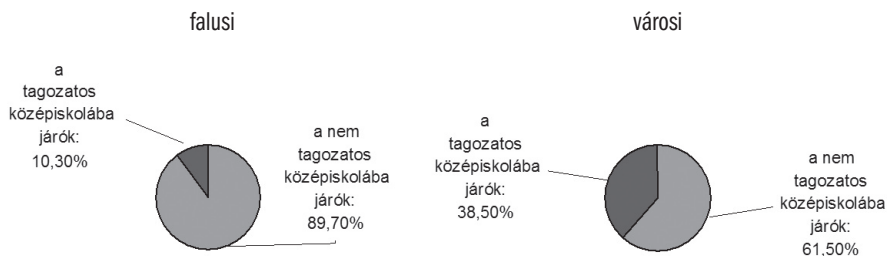 falusi
a
tagozatos
középiskolába
járók:
10,30%
a nem
tagozatos
középiskolába
járók:
89,70%
városi
a
tagozatos
középiskolába
járók:
38,50%
a nem
tagozatos
középiskolába
járók:
61,50%